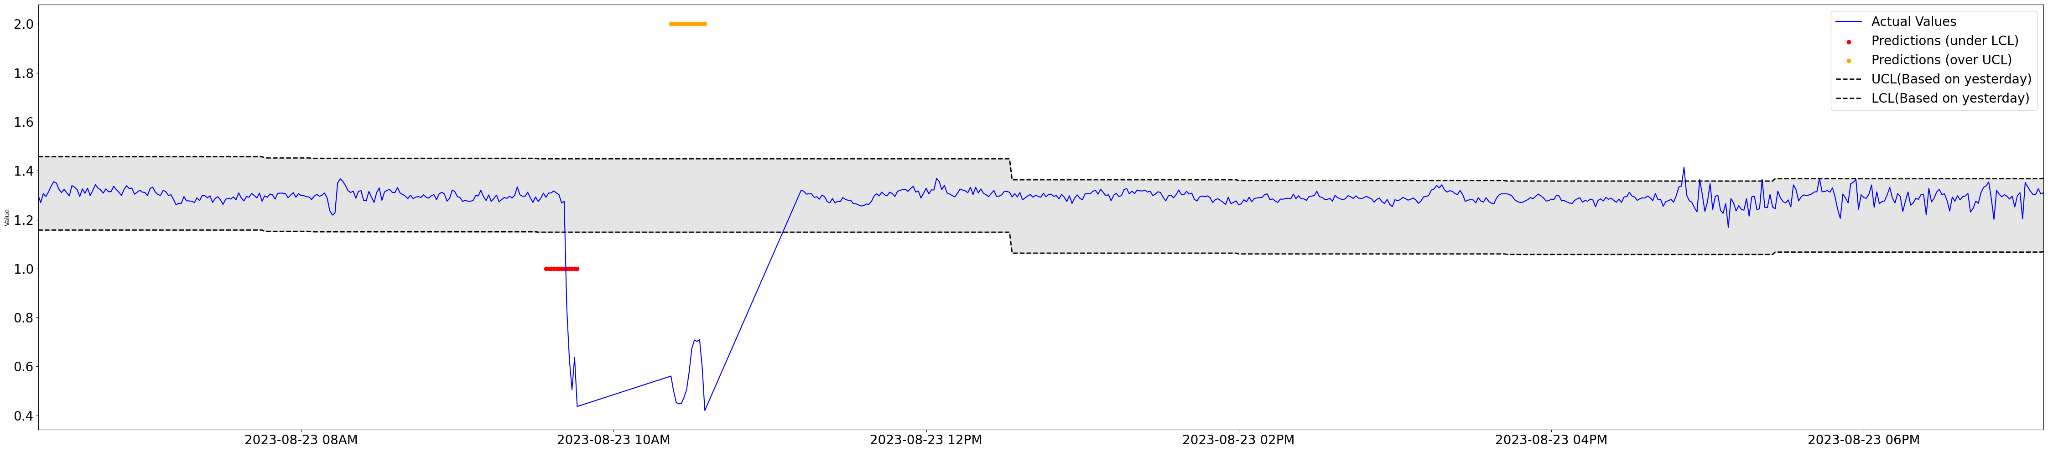 2.0
1.8
1.6
1.4
1.2
1.0
0.8
0.6
0.4
Value
2023-08-23 08AM
2023-08-23 10AM
2023-08-23 12PM
2023-08-23 02PM
2023-08-23 04PM
2023-08-23 06PM
Actual Values
Predictions (under LCL)
Predictions (over UCL)
UCL(Based on yesterday)
LCL(Based on yesterday)